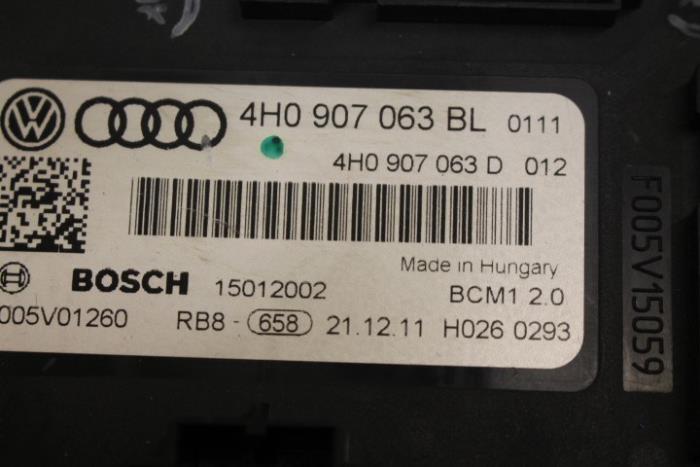 4H0 907 063 BL 0111
4H0 907 063 D 012
Made in Hungary
BOSCH 15012002 BCM1 2.0
005V01260 RB8- 658 21.12.11 H026 0293
F005V15059